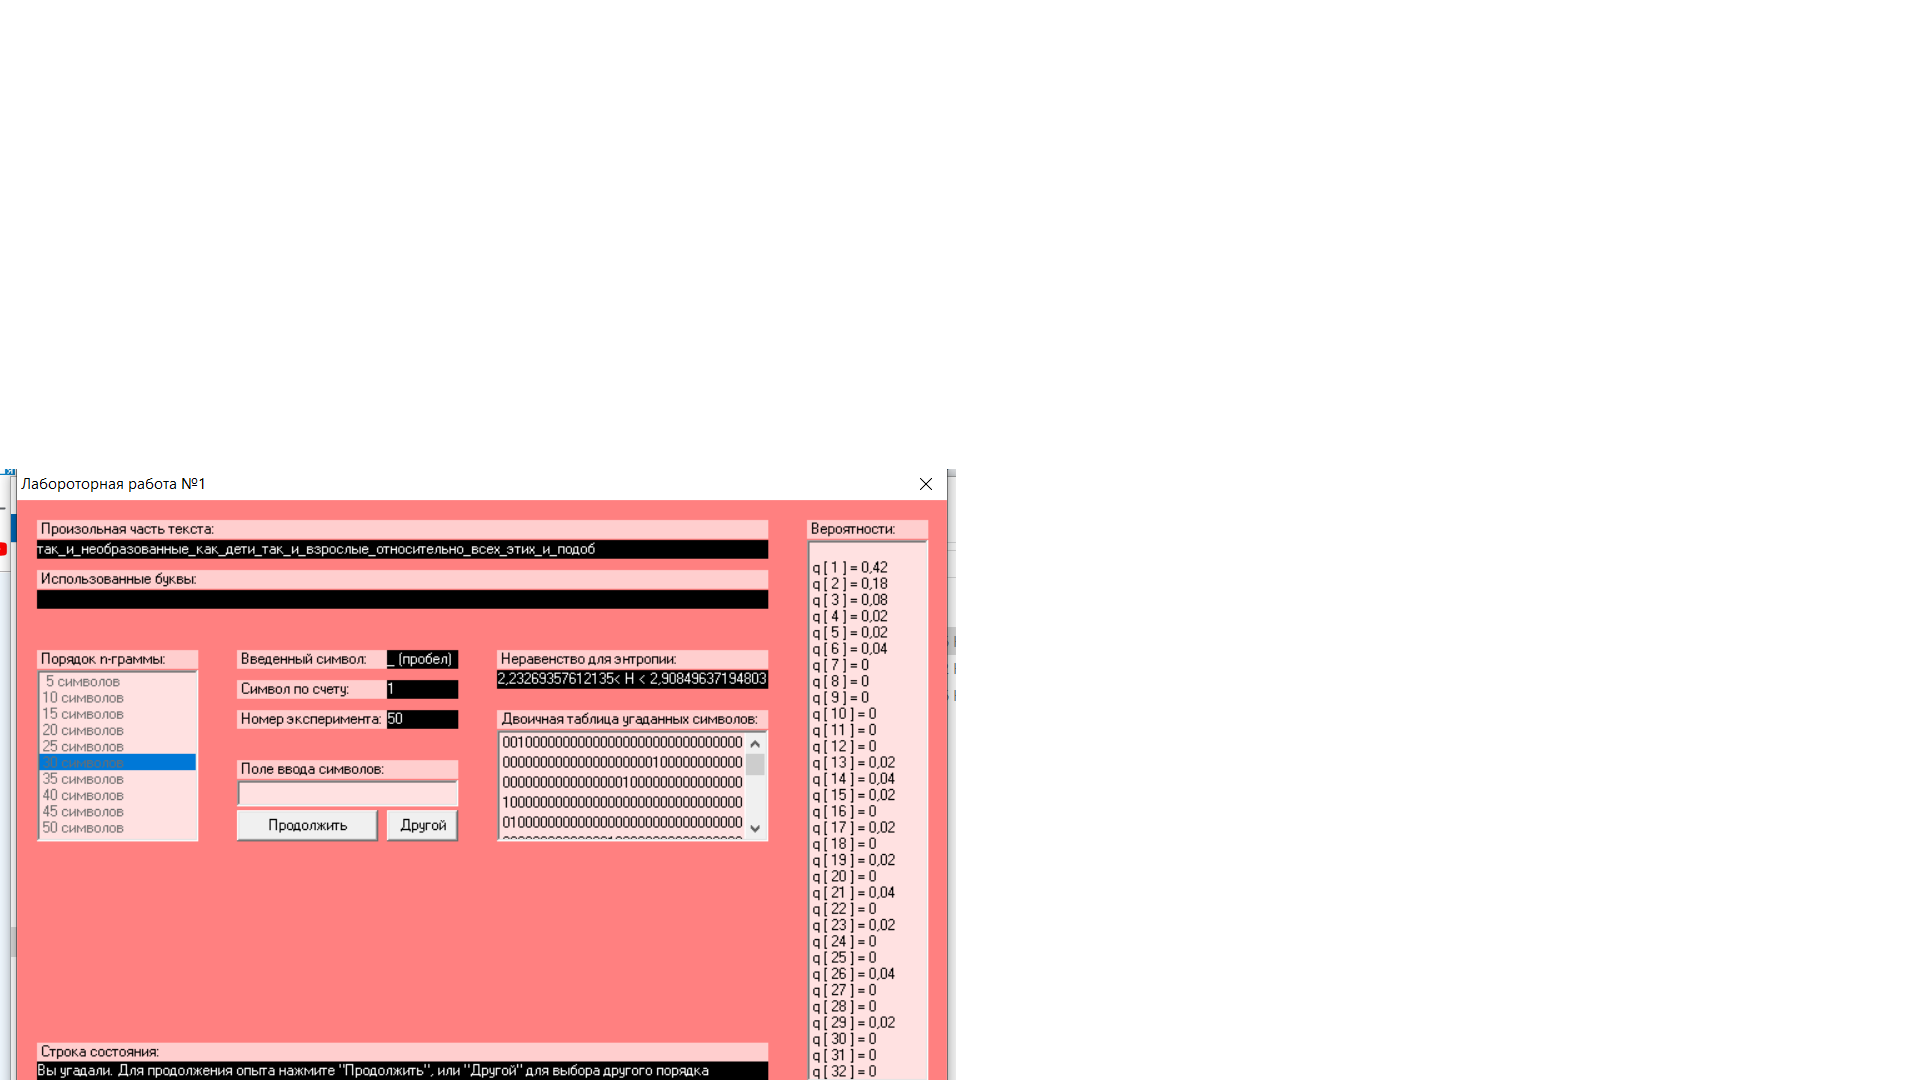 Лабороторная работа №1
Произольная часть текста:
так_и_необразованные_как_дети_так_и_взрослые_относительно_всех_этих_и_подоб
Использованные буквы:
Порядок n-граммы:
5 символов
10 символов
15 символов
20 символов
25 символов
30 символов
35 символов
40 символов
45 символов
50 символов
Введенный символ: _ (пробел)
Символ по счету: 1
Номер эксперимента: 50
Поле ввода символов:
Продолжить Другой
Неравенство для энтропии:
2,23269357612135< H < 2,90849637194803
Двоичная таблица угаданных символов:
00100000000000000000000000000000
00000000000000000000100000000000
00000000000000001000000000000000
10000000000000000000000000000000
01000000000000000000000000000000
Вероятности:
q [ 1 ] = 0,42
q [ 2 ] = 0,18
q [ 3 ] = 0,08
q [ 4 ] = 0,02
q [ 5 ] = 0,02
q [ 6 ] = 0,04
q [ 7 ] = 0
q [ 8 ] = 0
q [ 9 ] = 0
q [ 10 ] = 0
q [ 11 ] = 0
q [ 12 ] = 0
q [ 13 ] = 0,02
q [ 14 ] = 0,04
q [ 15 ] = 0,02
q [ 16 ] = 0
q [ 17 ] = 0,02
q [ 18 ] = 0
q [ 19 ] = 0,02
q [ 20 ] = 0
q [ 21 ] = 0,04
q [ 22 ] = 0
q [ 23 ] = 0,02
q [ 24 ] = 0
q [ 25 ] = 0
q [ 26 ] = 0,04
q [ 27 ] = 0
q [ 28 ] = 0
q [ 29 ] = 0,02
q [ 30 ] = 0
q [ 31 ] = 0
q [ 32 ] = 0
Строка состояния:
Вы угадали. Для продолжения опыта нажмите "Продолжить", или "Другой" для выбора другого порядка